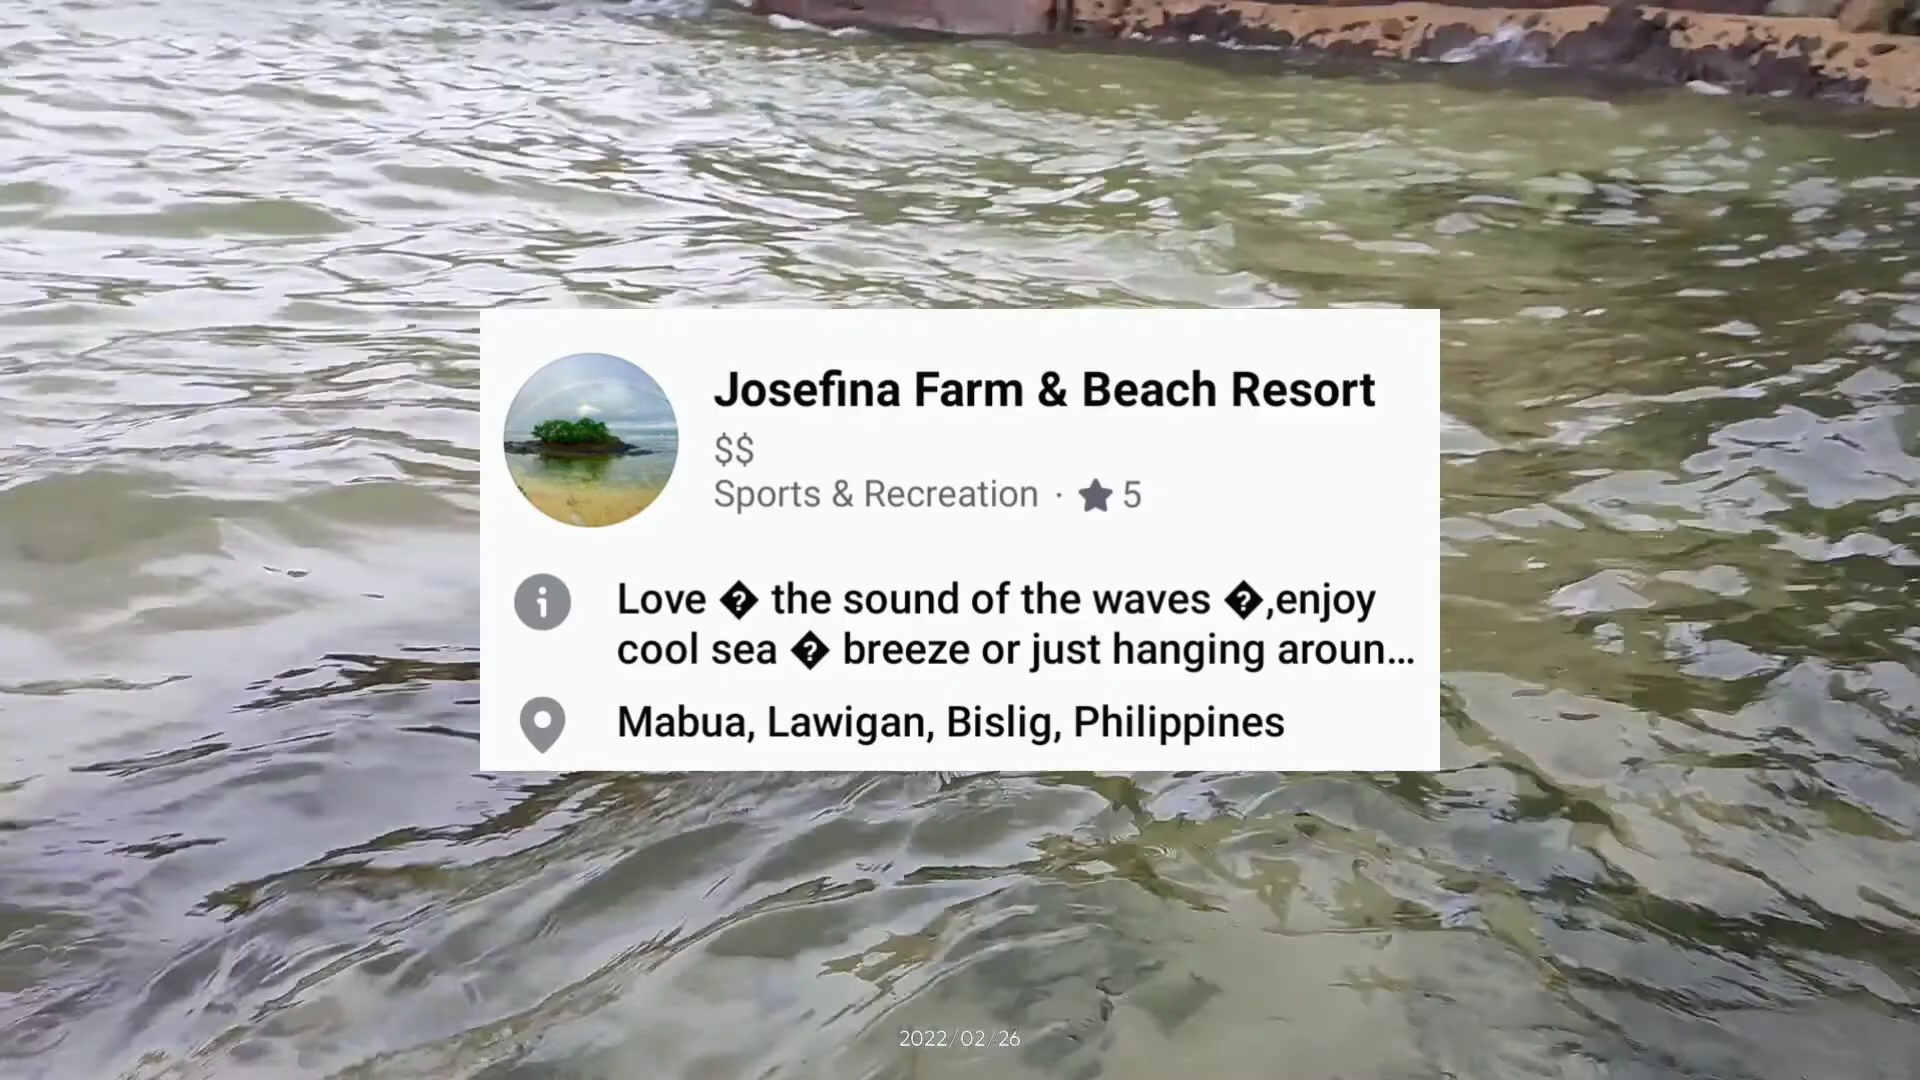 Josefina Farm & Beach Resort
$$
Sports & Recreation · ★ 5
Love � the sound of the waves �,enjoy
cool sea � breeze or just hanging aroun...
Mabua, Lawigan, Bislig, Philippines
2022/02/26